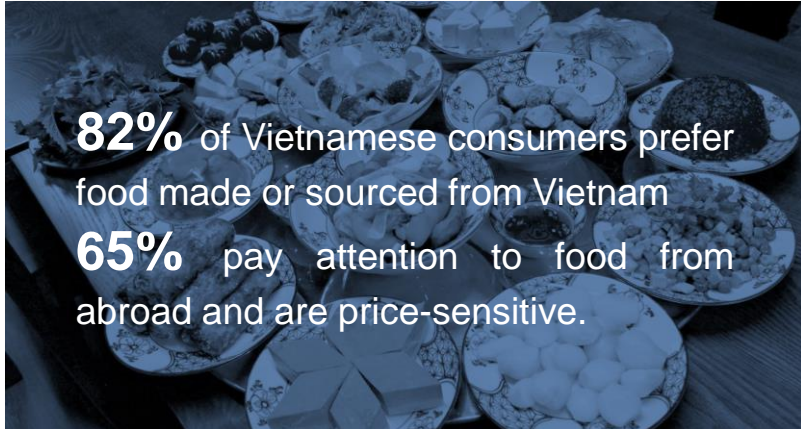 82% of Vietnamese consumers prefer
food made or sourced from Vietnam
65% pay attention to food from
abroad and are price-sensitive.